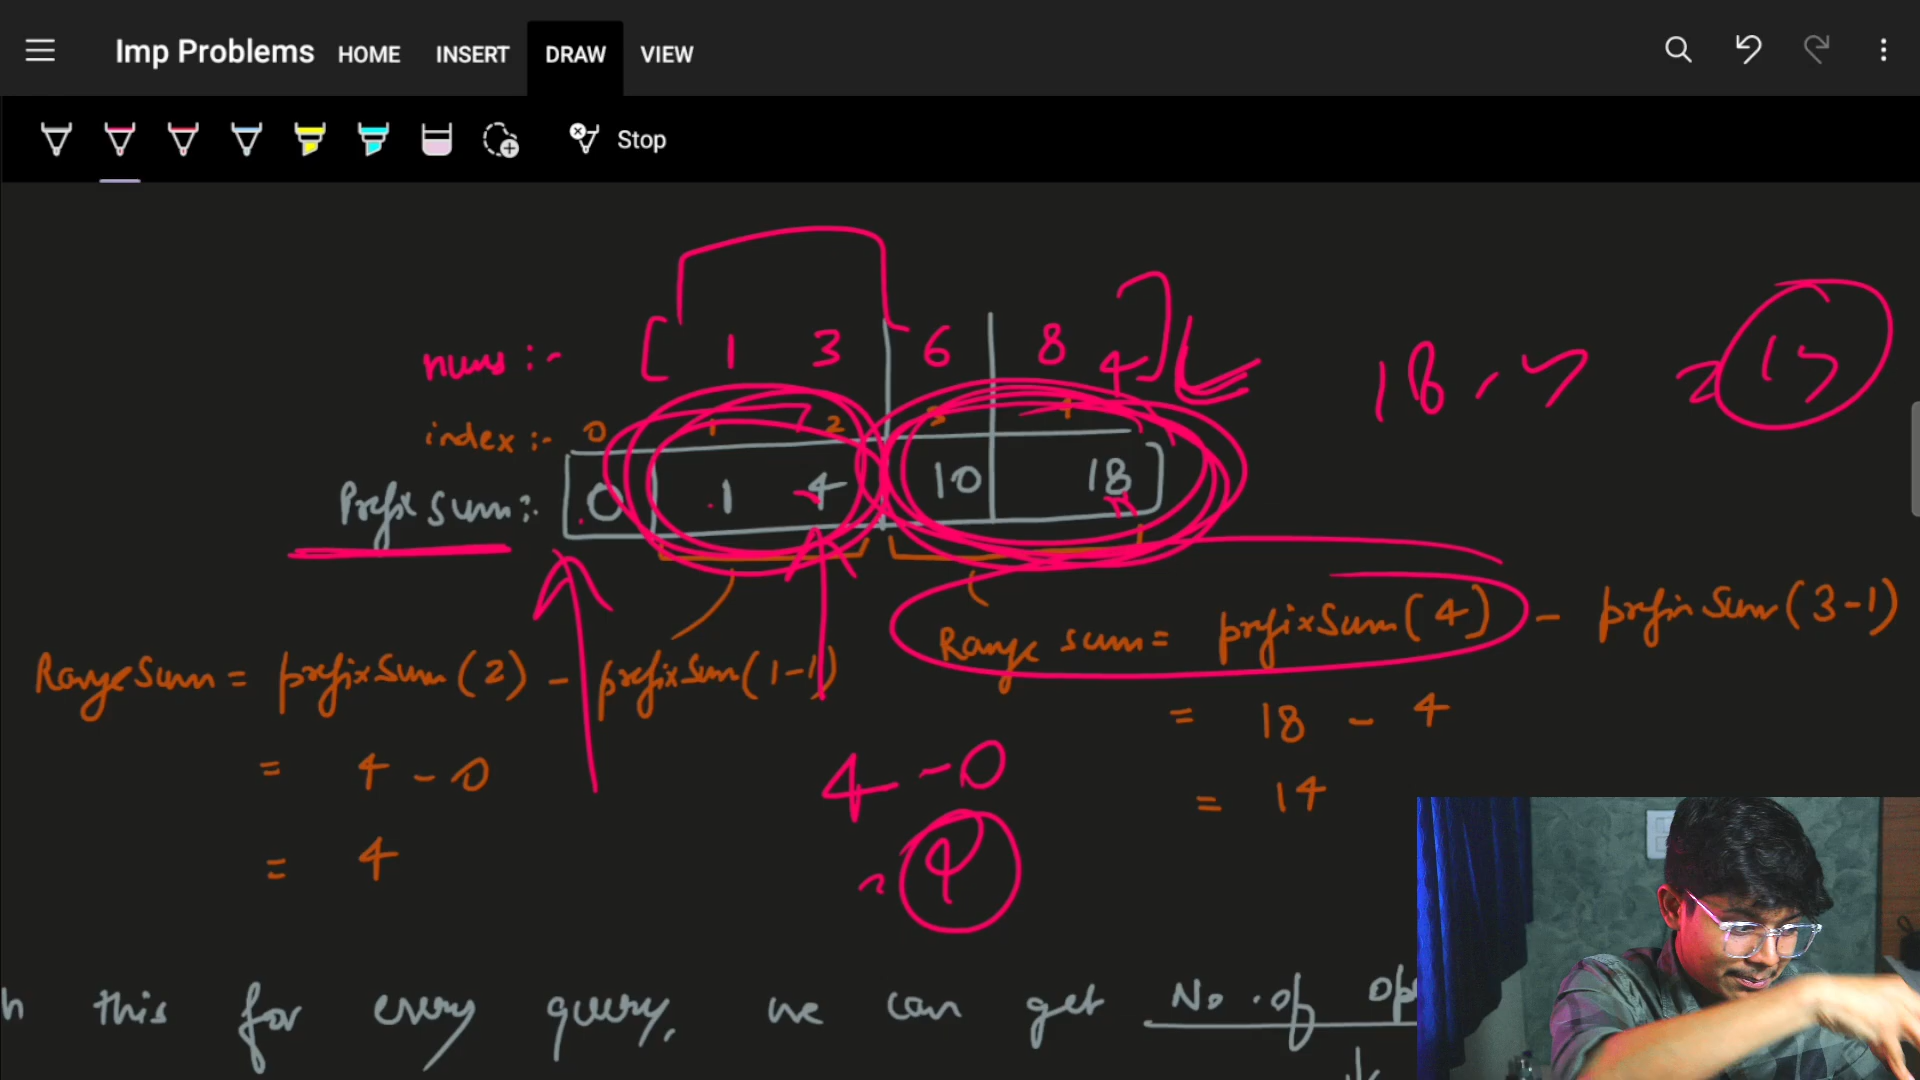 Imp Problems HOME INSERT DRAW VIEW
Stop
nums :- [ 1 3 6 8 4 ]
18 - 4 = 14
index :- 0 1 2 3 4
Prefix Sum :- 0 1 4 10 18 ]
Range sum = prefixSum(4) - prefixSum(3-1)
RangeSum = prefixSum(2) - prefixSum(1-1)
= 18 - 4
= 4 - 0
4 - 0
= 14
= 4
= 4
this for every query, we can get No. of